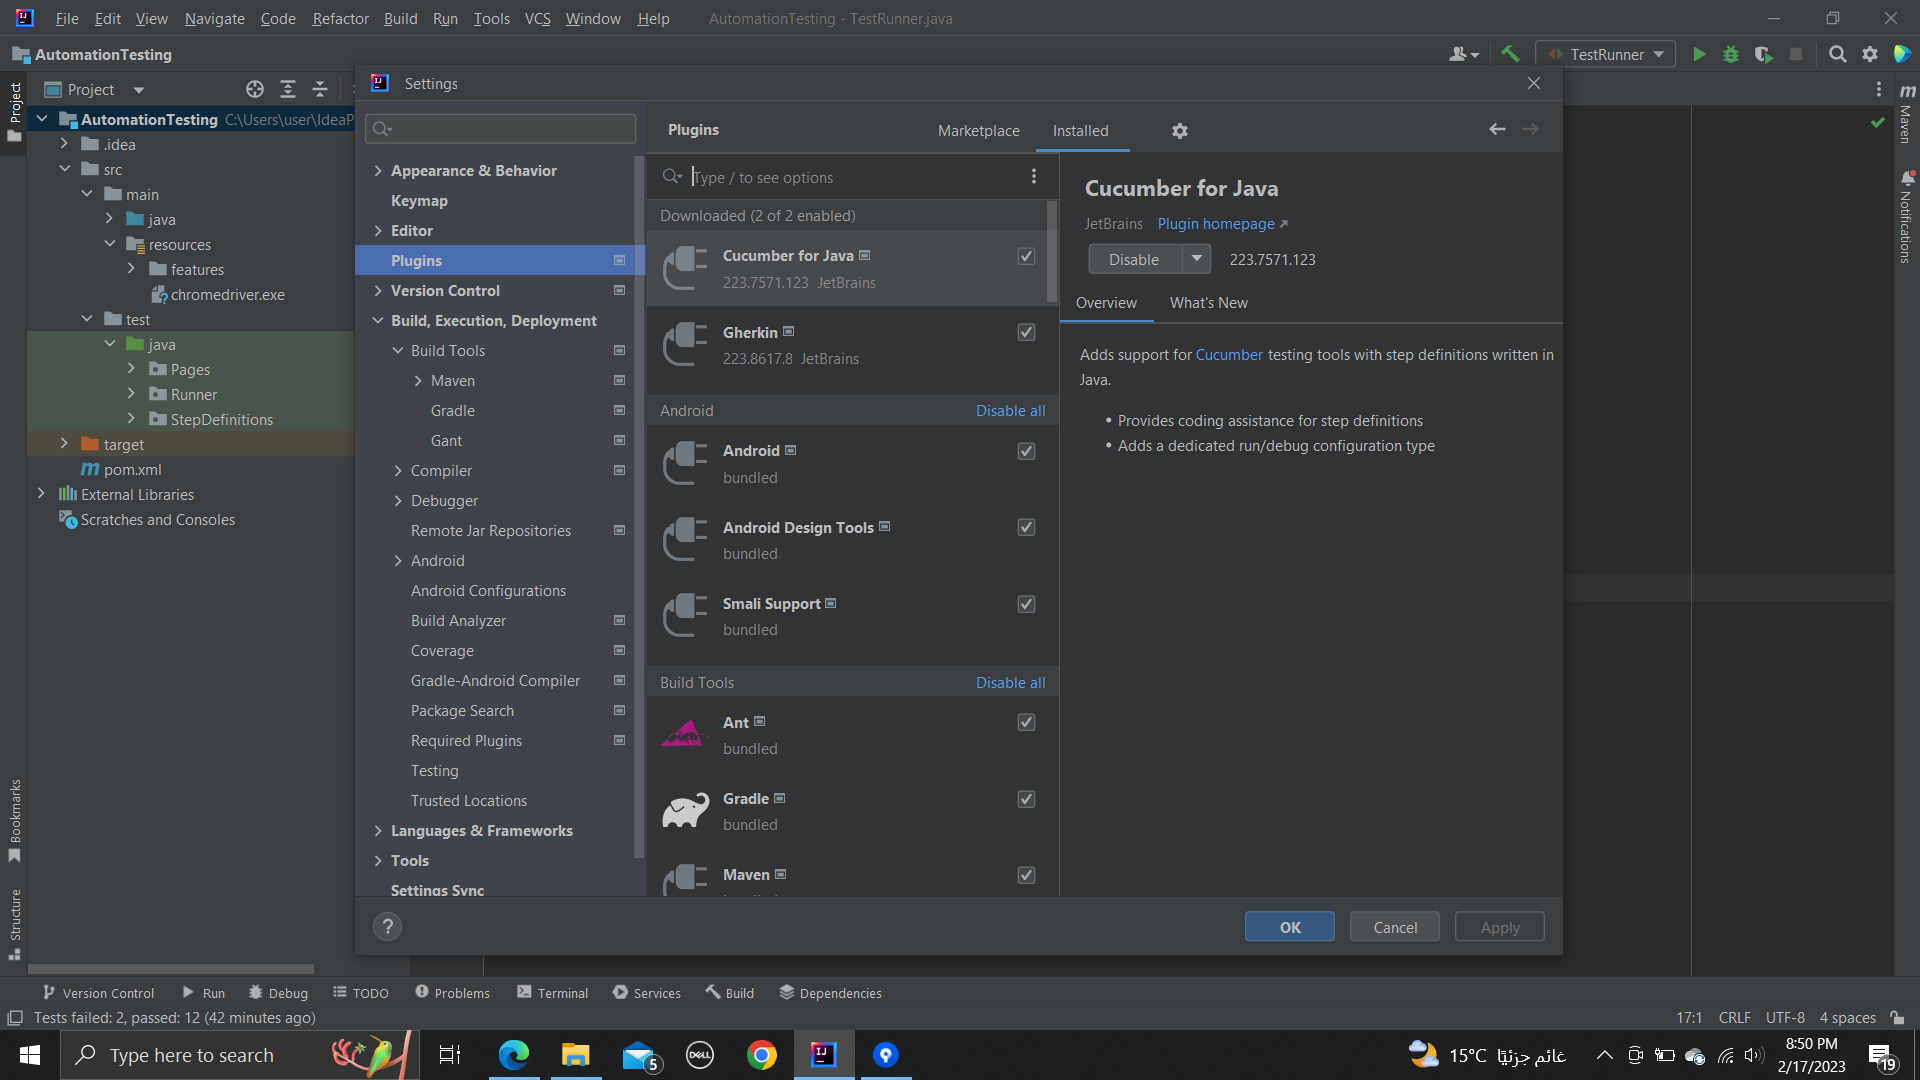 File Edit View Navigate Code Refactor Build Run Tools VCS Window Help AutomationTesting - TestRunner.java
AutomationTesting
TestRunner
Project
Project
Settings
Maven
Notifications
Bookmarks
Structure
AutomationTesting C:\Users\user\IdeaP
.idea
src
main
java
resources
features
chromedriver.exe
test
java
Pages
Runner
StepDefinitions
target
pom.xml
External Libraries
Scratches and Consoles
Appearance & Behavior
Keymap
Editor
Plugins
Version Control
Build, Execution, Deployment
Build Tools
Maven
Gradle
Gant
Compiler
Debugger
Remote Jar Repositories
Android
Android Configurations
Build Analyzer
Coverage
Gradle-Android Compiler
Package Search
Required Plugins
Testing
Trusted Locations
Languages & Frameworks
Tools
Settings Sync
Plugins Marketplace Installed
Type / to see options
Downloaded (2 of 2 enabled)
Cucumber for Java
223.7571.123 JetBrains
Gherkin
223.8617.8 JetBrains
Android Disable all
Android
bundled
Android Design Tools
bundled
Smali Support
bundled
Build Tools Disable all
Ant
bundled
Gradle
bundled
Maven
Cucumber for Java
JetBrains Plugin homepage
Disable 223.7571.123
Overview What's New
Adds support for Cucumber testing tools with step definitions written in
Java.
• Provides coding assistance for step definitions
• Adds a dedicated run/debug configuration type
? OK Cancel Apply
Version Control Run Debug TODO Problems Terminal Services Build Dependencies
Tests failed: 2, passed: 12 (42 minutes ago) 17:1 CRLF UTF-8 4 spaces
Type here to search
5
DELL
15°C غائم جزئيًا
8:50 PM
2/17/2023
19